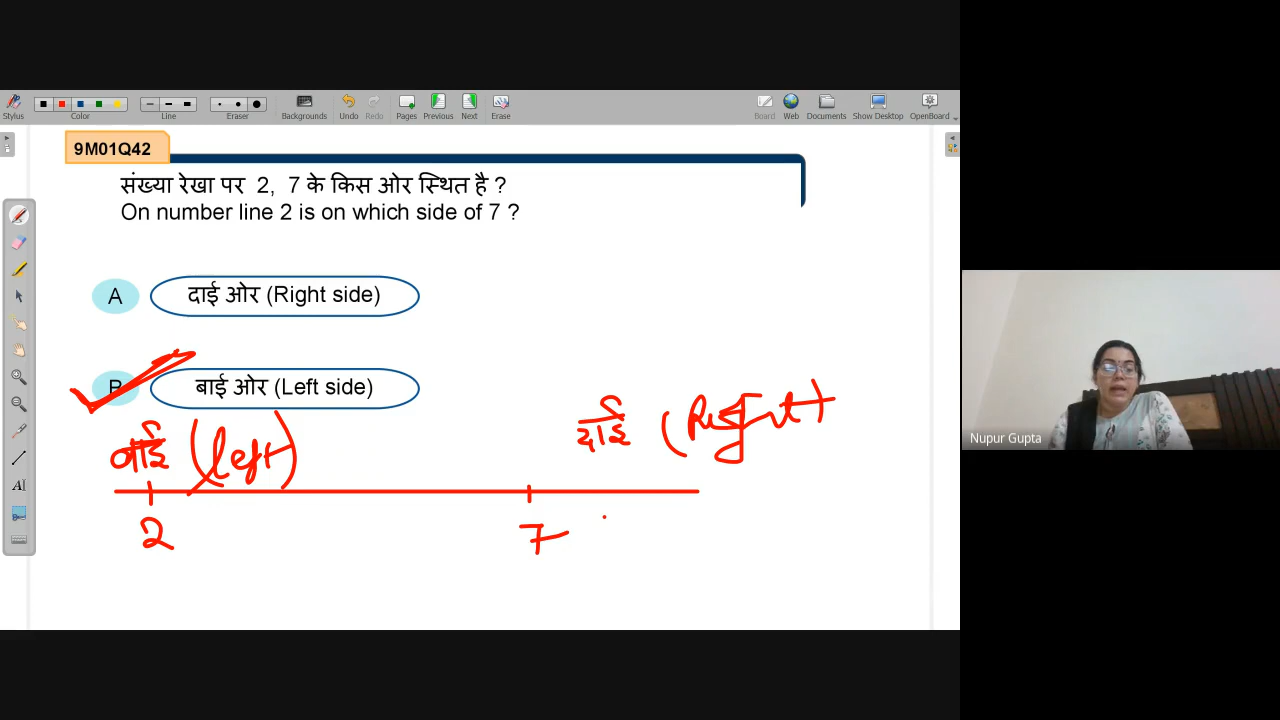 Stylus Color Line Eraser Backgrounds Undo Redo Pages Previous Next Erase Board Web Documents Show Desktop OpenBoard
9M01Q42
संख्या रेखा पर 2, 7 के किस ओर स्थित है ?
On number line 2 is on which side of 7 ?
A दाई ओर (Right side)
B बाई ओर (Left side)
बाई (left) दाई (Right)
2 7
Nupur Gupta